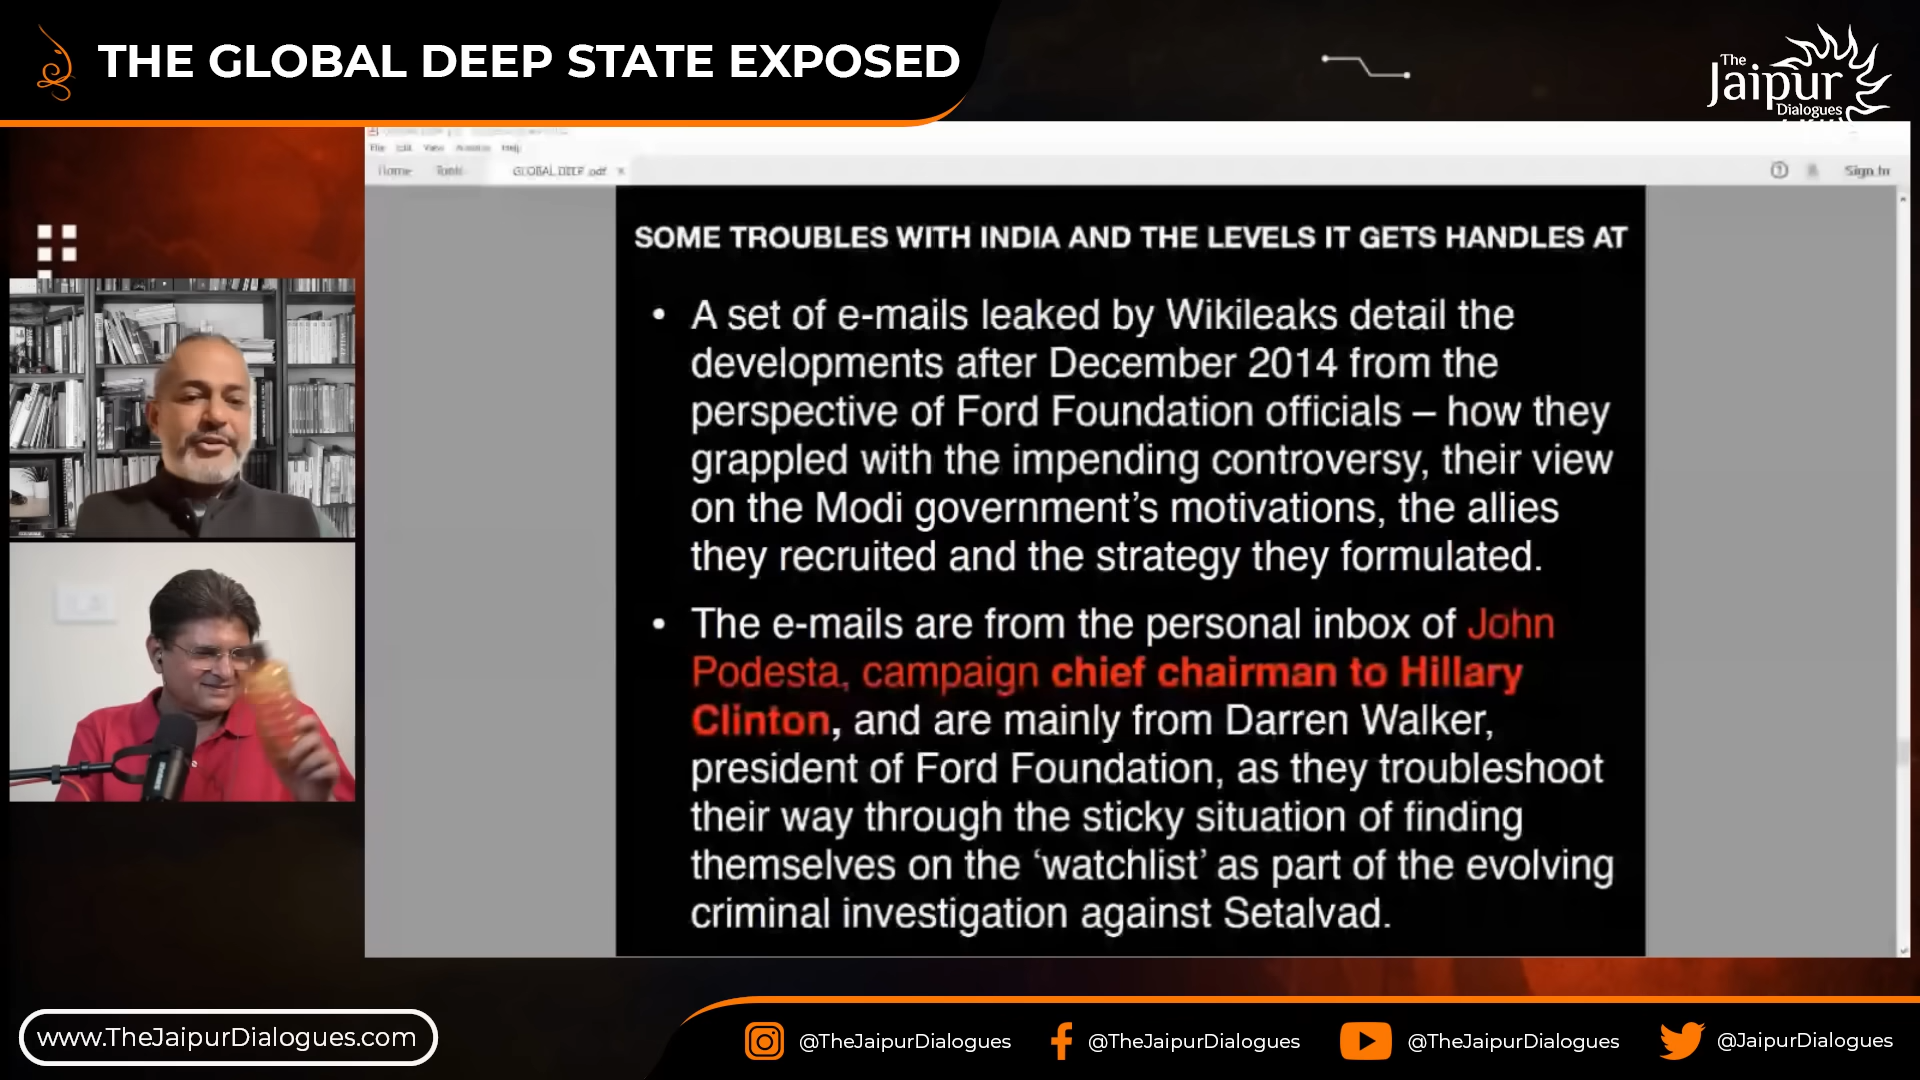 THE GLOBAL DEEP STATE EXPOSED
The
Jaipur
Dialogues
File Edit View Window Help
Home Tools GLOBAL DEEP.pdf x
Sign In
SOME TROUBLES WITH INDIA AND THE LEVELS IT GETS HANDLES AT
• A set of e-mails leaked by Wikileaks detail the
developments after December 2014 from the
perspective of Ford Foundation officials – how they
grappled with the impending controversy, their view
on the Modi government’s motivations, the allies
they recruited and the strategy they formulated.
• The e-mails are from the personal inbox of John
Podesta, campaign chief chairman to Hillary
Clinton, and are mainly from Darren Walker,
president of Ford Foundation, as they troubleshoot
their way through the sticky situation of finding
themselves on the ‘watchlist’ as part of the evolving
criminal investigation against Setalvad.
www.TheJaipurDialogues.com
@TheJaipurDialogues
@TheJaipurDialogues
@TheJaipurDialogues
@JaipurDialogues